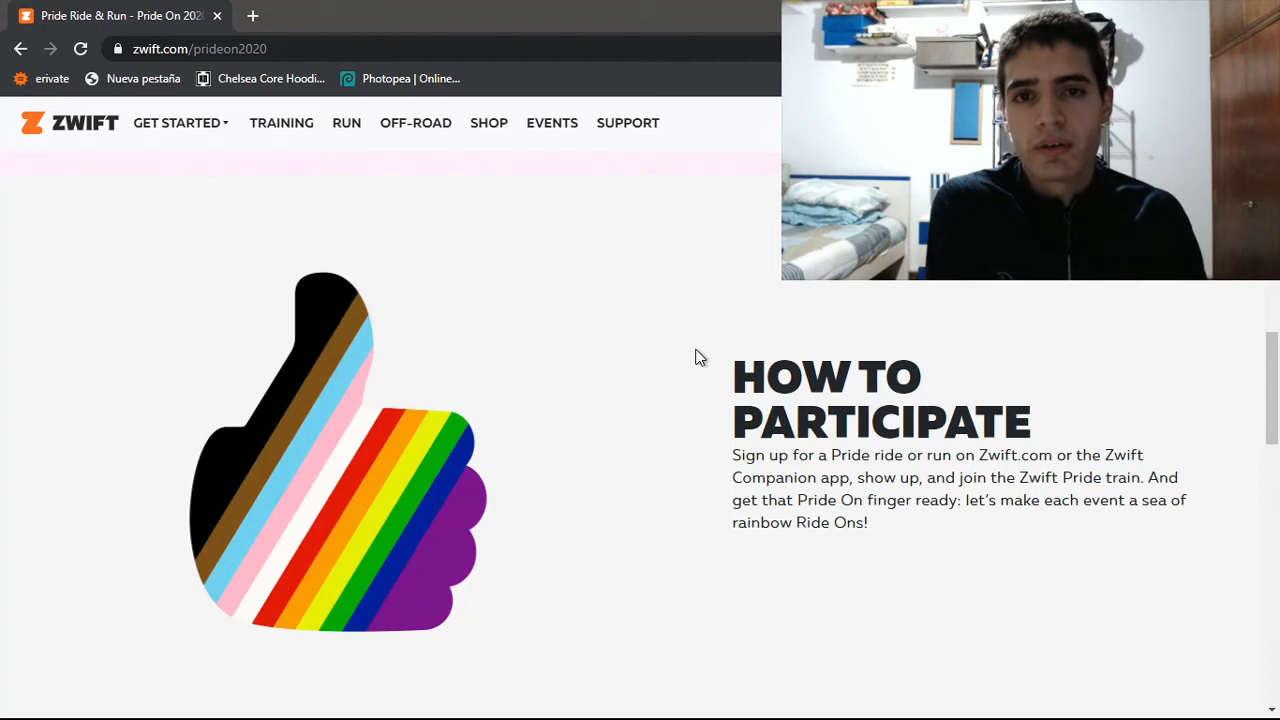 Pride Ride & Run - Pride On 202
zwift.com/prideon2020
erivate
Nueva pestaña
Chelsea Core Hoodi...
Photopea | Online
ZWIFT
GET STARTED
TRAINING
RUN
OFF-ROAD
SHOP
EVENTS
SUPPORT
HOW TO
PARTICIPATE
Sign up for a Pride ride or run on Zwift.com or the Zwift
Companion app, show up, and join the Zwift Pride train. And
get that Pride On finger ready: let’s make each event a sea of
rainbow Ride Ons!